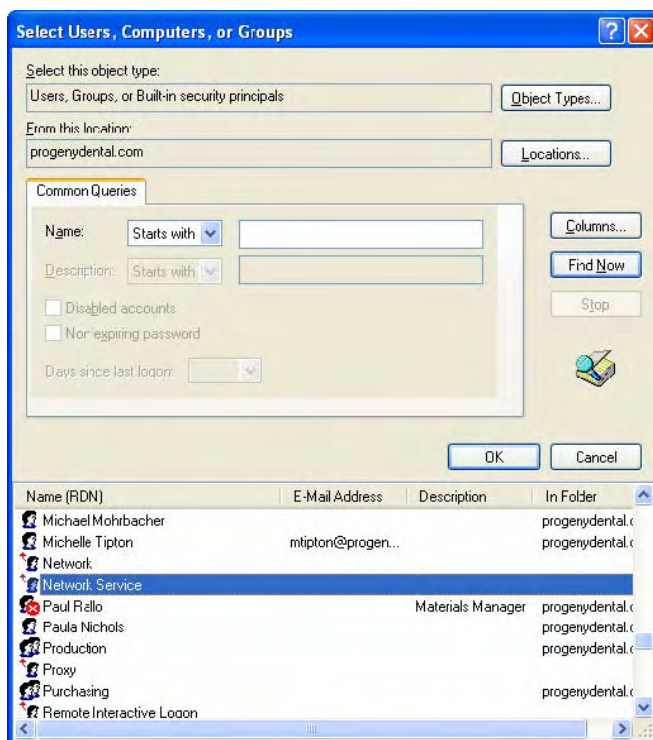 Select Users, Computers, or Groups
Select this object type:
Users, Groups, or Built-in security principals
Object Types...
From this location:
progenydental.com
Locations...
Common Queries
Name: Starts with
Columns...
Description: Starts with
Find Now
Disabled accounts
Stop
Non expiring password
Days since last logon:
OK Cancel
Name (RDN) E-Mail Address Description In Folder
Michael Mohrbacher progenydental.c
Michelle Tipton mtipton@progen... progenydental.c
Network
Network Service
Paul Rallo Materials Manager progenydental.c
Paula Nichols progenydental.c
Production progenydental.c
Proxy
Purchasing progenydental.c
Remote Interactive Logon